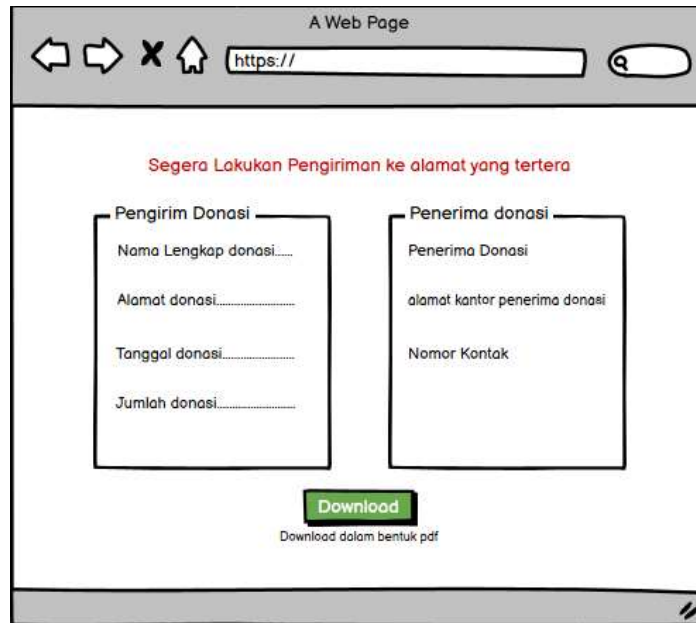 A Web Page
https://
Segera Lakukan Pengiriman ke alamat yang tertera
Pengirim Donasi
Nama Lengkap donasi......
Alamat donasi..........................
Tanggal donasi........................
Jumlah donasi..........................
Penerima donasi
Penerima Donasi
alamat kantor penerima donasi
Nomor Kontak
Download
Download dalam bentuk pdf